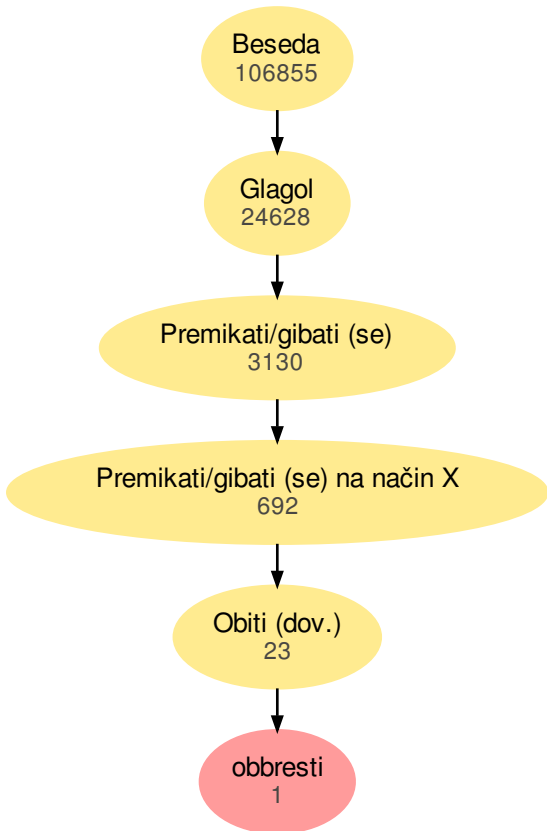 Beseda
106855
Glagol
24628
Premikati/gibati (se)
3130
Premikati/gibati (se) na način X
692
Obiti (dov.)
23
obbresti
1